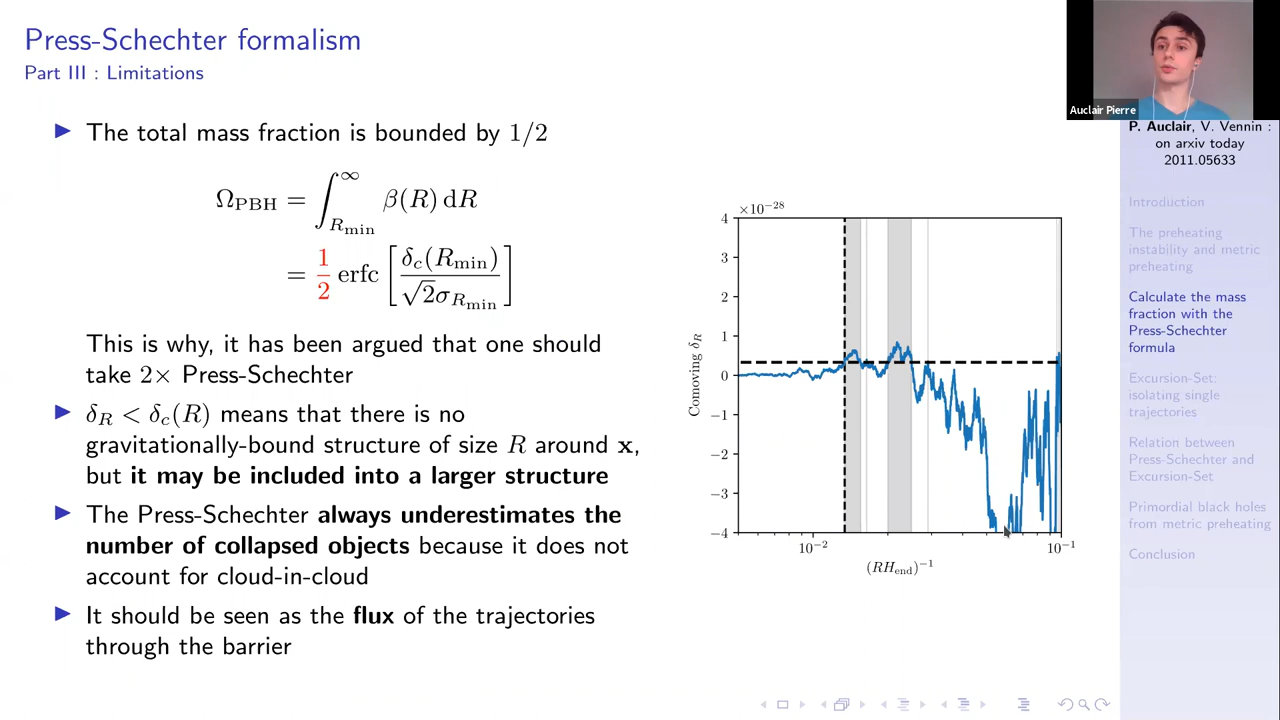 Press-Schechter formalism
Part III : Limitations
The total mass fraction is bounded by 1/2
Ω_PBH = ∫_{R_min}^{∞} β(R) dR
= 1/2 erfc [ δ_c(R_min) / √2σ_{R_min} ]
This is why, it has been argued that one should
take 2× Press-Schechter
δ_R < δ_c(R) means that there is no
gravitationally-bound structure of size R around x,
but it may be included into a larger structure
The Press-Schechter always underestimates the
number of collapsed objects because it does not
account for cloud-in-cloud
It should be seen as the flux of the trajectories
through the barrier
×10^−28
4
3
2
1
0
−1
−2
−3
−4
Comoving δ_R
10^−2
10^−1
(RH_end)^−1
Auclair Pierre
P. Auclair, V. Vennin :
on arxiv today
2011.05633
Introduction
The preheating
instability and metric
preheating
Calculate the mass
fraction with the
Press-Schechter
formula
Excursion-Set:
isolating single
trajectories
Relation between
Press-Schechter and
Excursion-Set
Primordial black holes
from metric preheating
Conclusion